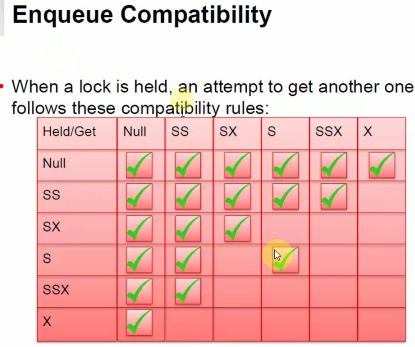 Enqueue Compatibility
• When a lock is held, an attempt to get another one
follows these compatibility rules:
Held/Get Null SS SX S SSX X
Null ✓ ✓ ✓ ✓ ✓ ✓
SS ✓ ✓ ✓ ✓ ✓
SX ✓ ✓ ✓
S ✓ ✓ ✓
SSX ✓ ✓
X ✓